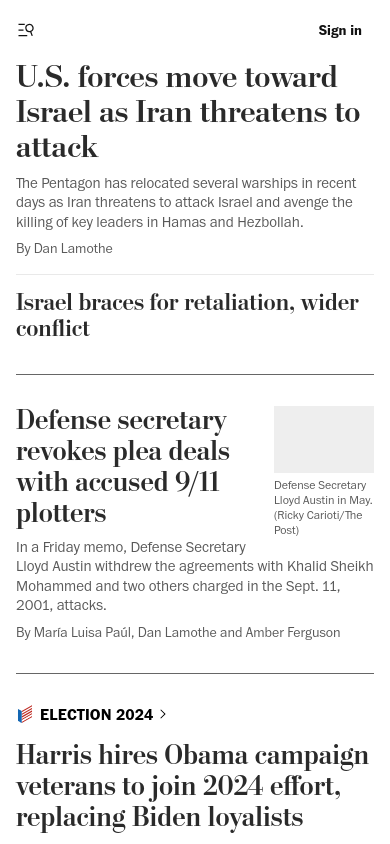 Sign in
U.S. forces move toward
Israel as Iran threatens to
attack
The Pentagon has relocated several warships in recent
days as Iran threatens to attack Israel and avenge the
killing of key leaders in Hamas and Hezbollah.
By Dan Lamothe
Israel braces for retaliation, wider
conflict
Defense secretary
revokes plea deals
with accused 9/11
plotters
Defense Secretary
Lloyd Austin in May.
(Ricky Carioti/The
Post)
In a Friday memo, Defense Secretary
Lloyd Austin withdrew the agreements with Khalid Sheikh
Mohammed and two others charged in the Sept. 11,
2001, attacks.
By María Luisa Paúl, Dan Lamothe and Amber Ferguson
ELECTION 2024
Harris hires Obama campaign
veterans to join 2024 effort,
replacing Biden loyalists